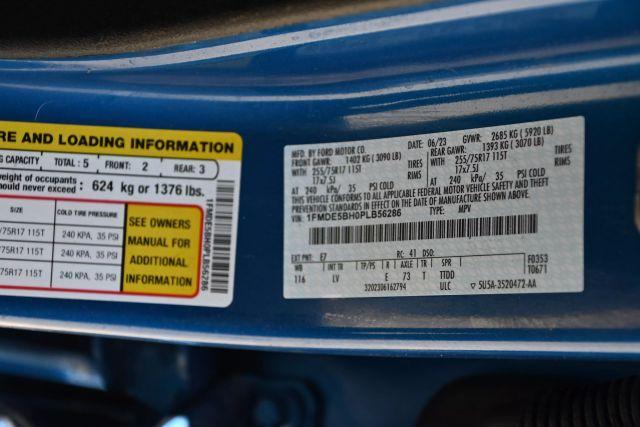 RE AND LOADING INFORMATION
G CAPACITY TOTAL : 5 FRONT : 2 REAR : 3
weight of occupants
should never exceed : 624 kg or 1376 lbs.
SIZE COLD TIRE PRESSURE
/75R17 115T 240 KPA, 35 PSI
/75R17 115T 240 KPA, 35 PSI
75R17 115T 240 KPA, 35 PSI
SEE OWNERS
MANUAL FOR
ADDITIONAL
INFORMATION
1FMDE5BH0PLB56286
MFD. BY FORD MOTOR CO.
FRONT GAWR: 1402 KG ( 3090 LB)
WITH 255/75R17 115T TIRES
17x7.5J RIMS
AT 240 kPa/ 35 PSI COLD
06/23 GVWR: 2685 KG ( 5920 LB)
REAR GAWR: 1393 KG ( 3070 LB)
WITH 255/75R17 115T TIRES
17x7.5J RIMS
AT 240 kPa/ 35 PSI COLD
THIS VEHICLE CONFORMS TO ALL APPLICABLE FEDERAL MOTOR VEHICLE
IN EFFECT ON THE DATE OF MANUFACTURE SHOWN ABOVE.
VIN: 1FMDE5BH0PLB56286 TYPE: MPV
EXT PNT: E7 RC: 41 DSO: F0353
WB INT TR TP/PS R AXLE TR SPR T0671
116 LV E 73 T TTDD
3202306162794 ULC 5U5A-3520472-AA